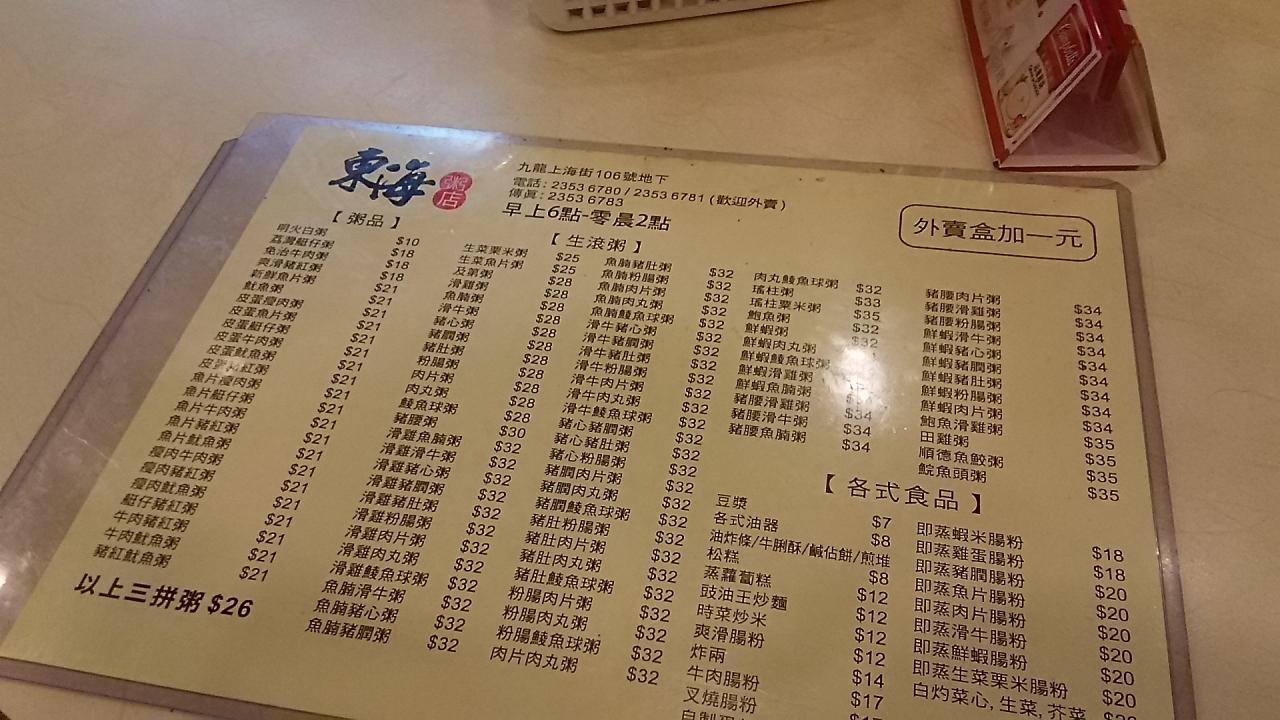 東海
粥店
九龍上海街106號地下
電話: 2353 6780 / 2353 6781 (歡迎外賣)
傳真: 2353 6783
早上6點-零晨2點
外賣盒加一元
Campbell's
【 粥品 】
明火白粥 $10
荔灣艇仔粥 $18
免治牛肉粥 $18
爽滑豬紅粥 $18
新鮮魚片粥 $21
魷魚粥 $21
皮蛋瘦肉粥 $21
皮蛋魚片粥 $21
皮蛋艇仔粥 $21
皮蛋牛肉粥 $21
皮蛋魷魚粥 $21
皮蛋豬紅粥 $21
魚片瘦肉粥 $21
魚片艇仔粥 $21
魚片牛肉粥 $21
魚片豬紅粥 $21
魚片魷魚粥 $21
瘦肉牛肉粥 $21
瘦肉豬紅粥 $21
瘦肉魷魚粥 $21
艇仔豬紅粥 $21
牛肉豬紅粥 $21
牛肉魷魚粥 $21
豬紅魷魚粥 $21
以上三拼粥 $26
【 生滾粥 】
生菜粟米粥 $25
生菜魚片粥 $25
及第粥 $28
滑雞粥 $28
魚腩粥 $28
滑牛粥 $28
豬心粥 $28
豬膶粥 $28
豬肚粥 $28
粉腸粥 $28
肉片粥 $28
肉丸粥 $28
鯪魚球粥 $28
豬腰粥 $30
滑雞魚腩粥 $32
滑雞滑牛粥 $32
滑雞豬心粥 $32
滑雞豬膶粥 $32
滑雞豬肚粥 $32
滑雞粉腸粥 $32
滑雞肉片粥 $32
滑雞肉丸粥 $32
滑雞鯪魚球粥 $32
魚腩滑牛粥 $32
魚腩豬心粥 $32
魚腩豬膶粥 $32
魚腩豬肚粥 $32
魚腩粉腸粥 $32
魚腩肉片粥 $32
魚腩肉丸粥 $32
魚腩鯪魚球粥 $32
滑牛豬心粥 $32
滑牛豬膶粥 $32
滑牛豬肚粥 $32
滑牛粉腸粥 $32
滑牛肉片粥 $32
滑牛肉丸粥 $32
滑牛鯪魚球粥 $32
豬心豬膶粥 $32
豬心豬肚粥 $32
豬心粉腸粥 $32
豬膶肉片粥 $32
豬膶肉丸粥 $32
豬膶鯪魚球粥 $32
豬肚粉腸粥 $32
豬肚肉片粥 $32
豬肚肉丸粥 $32
豬肚鯪魚球粥 $32
粉腸肉片粥 $32
粉腸肉丸粥 $32
粉腸鯪魚球粥 $32
肉片肉丸粥 $32
肉丸鯪魚球粥 $32
瑤柱粥 $33
瑤柱粟米粥 $35
鮑魚粥 $32
鮮蝦粥
鮮蝦肉丸粥
鮮蝦鯪魚球粥
鮮蝦滑雞粥
鮮蝦魚腩粥 $34
豬腰滑雞粥 $34
豬腰滑牛粥 $34
豬腰魚腩粥 $34
豬腰肉片粥 $34
豬腰滑雞粥 $34
豬腰粉腸粥 $34
鮮蝦滑牛粥 $34
鮮蝦豬心粥 $34
鮮蝦豬膶粥 $34
鮮蝦豬肚粥 $34
鮮蝦粉腸粥 $34
鮮蝦肉片粥 $34
鮑魚滑雞粥 $35
田雞粥 $35
順德魚餃粥 $35
鯇魚頭粥 $35
【 各式食品 】
豆漿 $7
各式油器 $8
油炸條/牛脷酥/鹹佔餅/煎堆
松糕 $8
蒸蘿蔔糕 $12
豉油王炒麵 $12
時菜炒米 $12
爽滑腸粉 $12
炸兩 $14
牛肉腸粉 $17
叉燒腸粉
即蒸蝦米腸粉 $18
即蒸雞蛋腸粉 $18
即蒸豬膶腸粉 $20
即蒸魚片腸粉 $20
即蒸肉片腸粉 $20
即蒸滑牛腸粉 $20
即蒸鮮蝦腸粉 $20
即蒸生菜粟米腸粉 $20
白灼菜心, 生菜, 芥菜